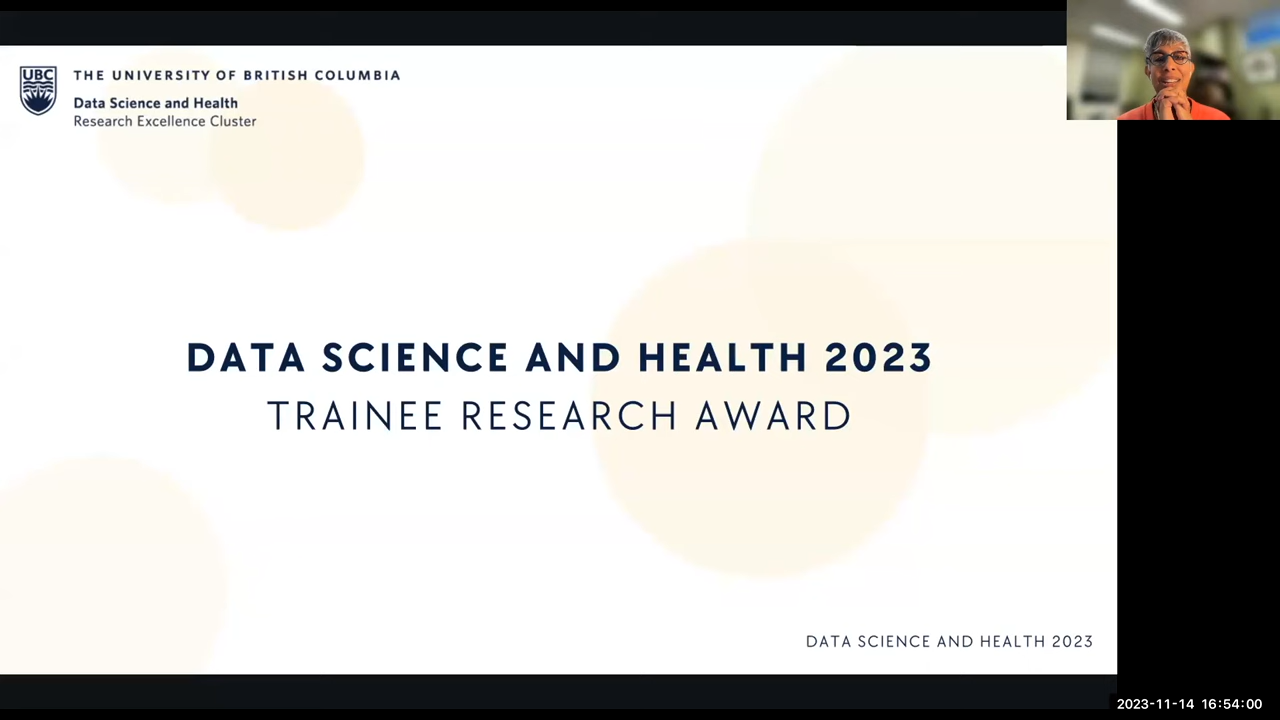 UBC
THE UNIVERSITY OF BRITISH COLUMBIA
Data Science and Health
Research Excellence Cluster
DATA SCIENCE AND HEALTH 2023
TRAINEE RESEARCH AWARD
DATA SCIENCE AND HEALTH 2023
2023-11-14 16:54:00